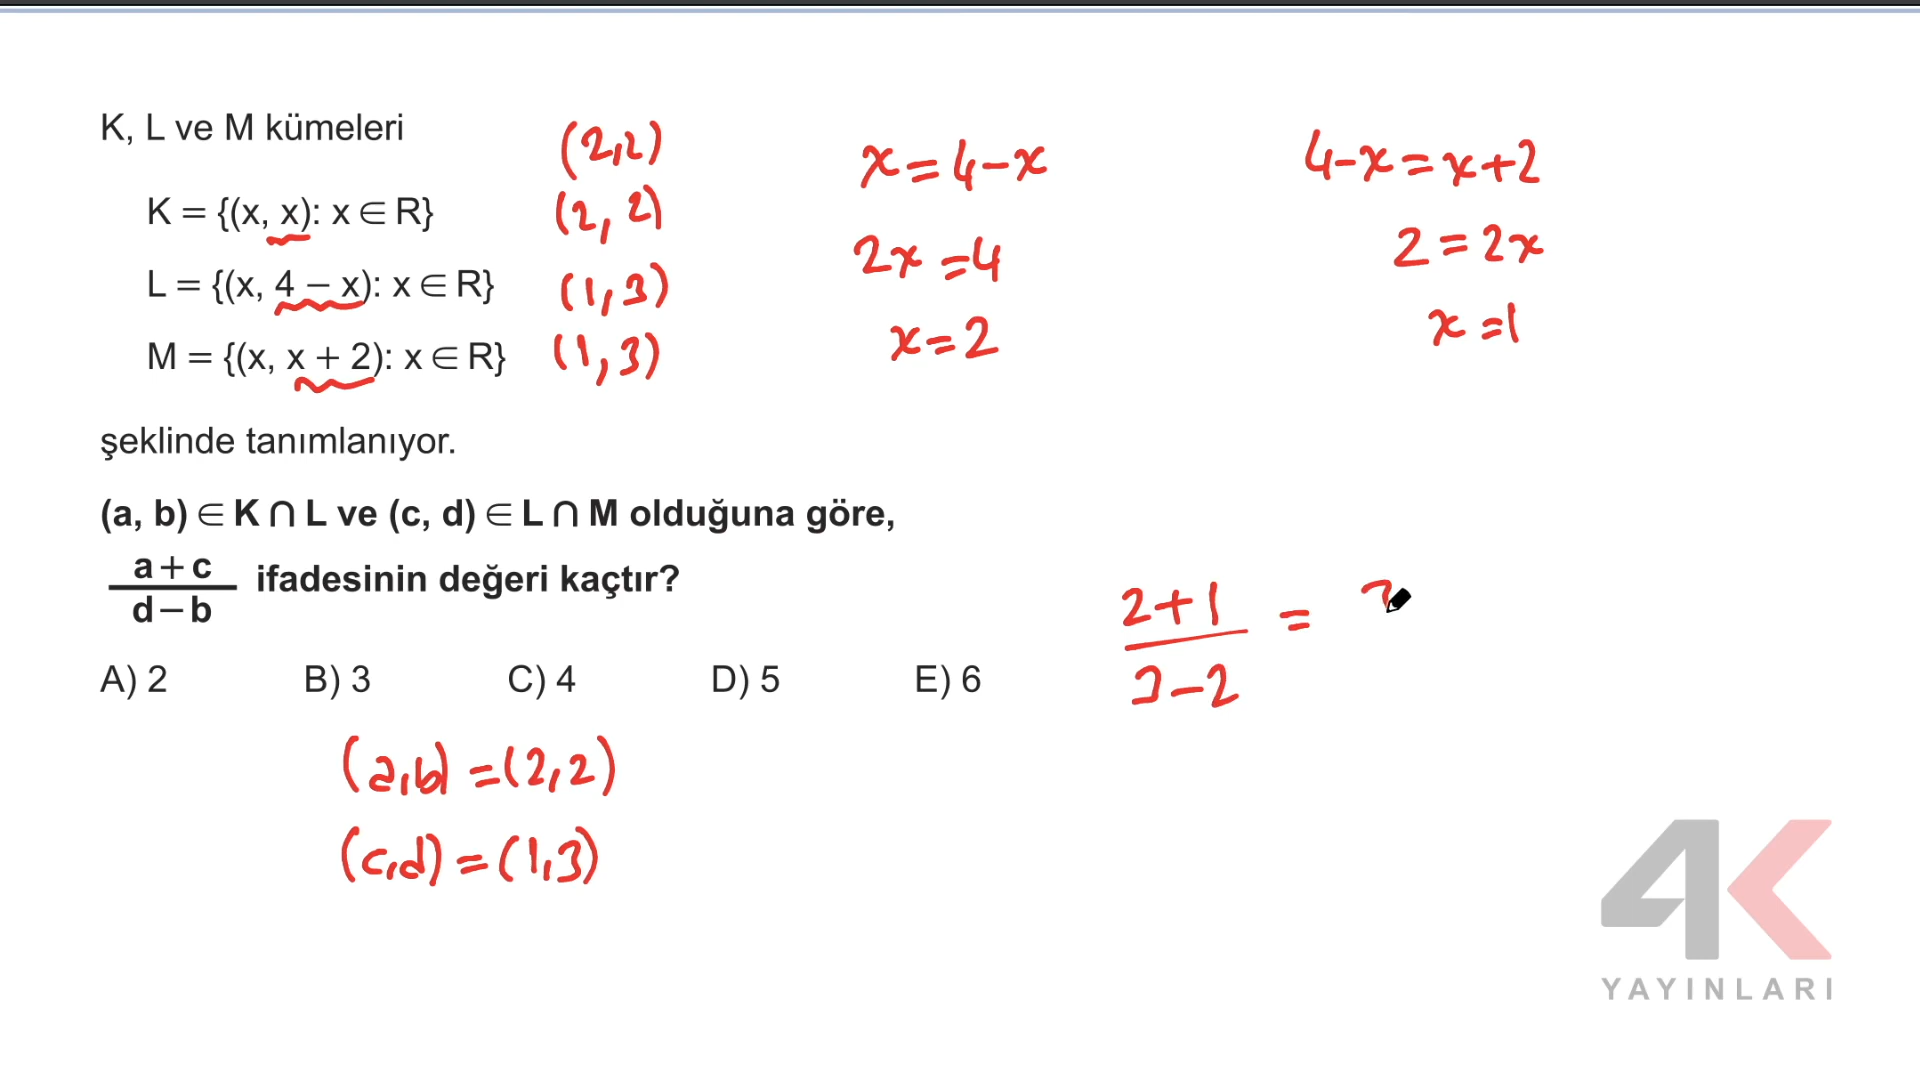 K, L ve M kümeleri
K = {(x, x): x ∈ R}
L = {(x, 4 − x): x ∈ R}
M = {(x, x + 2): x ∈ R}
(2,2)
(2, 2)
(1,3)
(1,3)
x=4-x
2x=4
x=2
4-x=x+2
2=2x
x=1
şeklinde tanımlanıyor.
(a, b) ∈ K ∩ L ve (c, d) ∈ L ∩ M olduğuna göre,
a+c
d−b
ifadesinin değeri kaçtır?
2+1
3-2
=
A) 2 B) 3 C) 4 D) 5 E) 6
(a,b) =(2,2)
(c,d) =(1,3)
4K
YAYINLARI